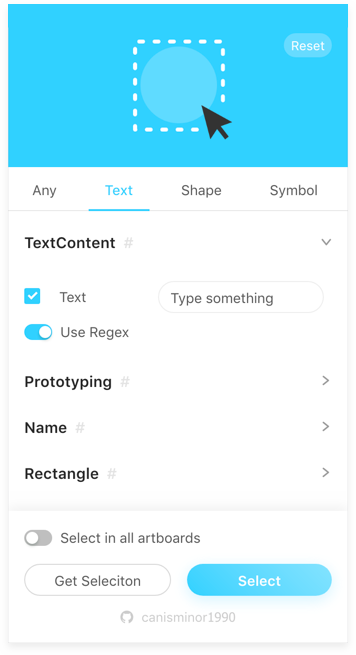 Reset
Any Text Shape Symbol
TextContent #
Text Type something
Use Regex
Prototyping #
Name #
Rectangle #
Select in all artboards
Get Seleciton Select
canisminor1990